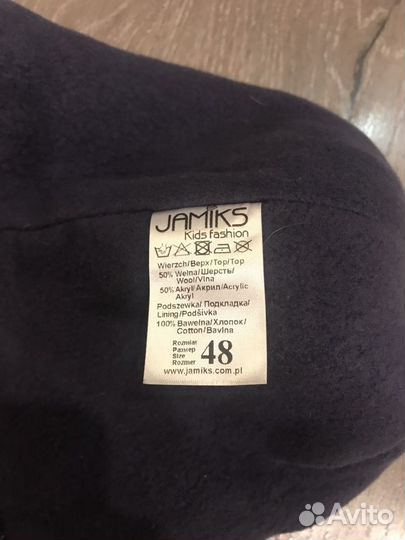 JAMIKS
Kids fashion
Wierzch/Верх/Top/Top
50% Wełna/Шерсть/
Wool/Vlna
50% Akryl/Акрил/Acrylic
Akryl
Podszewka/Подкладка/
Lining/Podšívka
100% Bawełna/Хлопок/
Cotton/Bavlna
Rozmiar
Размер
Size
Rozmer
48
www.jamiks.com.pl
Avito